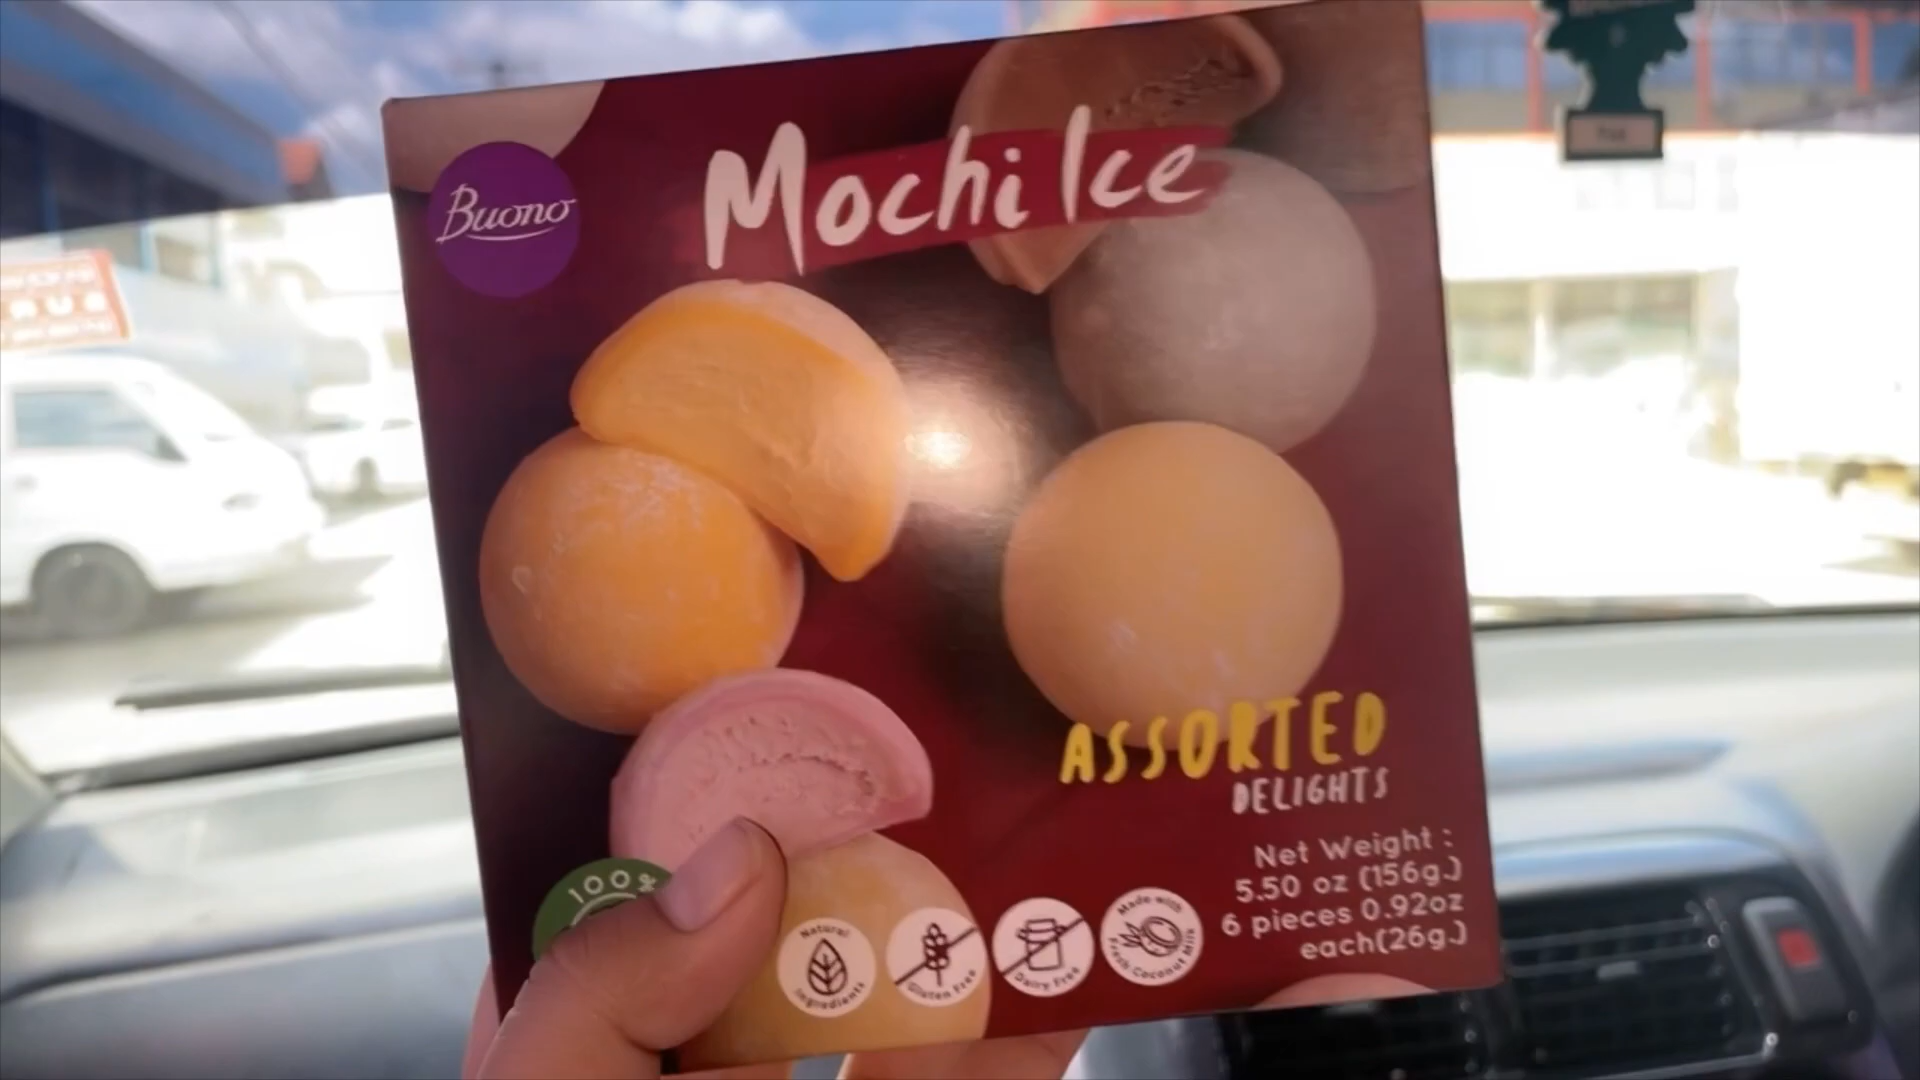 Buono
Mochi Ice
ASSORTED
DELIGHTS
Net Weight :
5.50 oz (156g.)
6 pieces 0.92oz
each(26g.)
100%
Natural
Ingredients
Gluten Free
Dairy Free
Made with
Fresh Coconut Milk